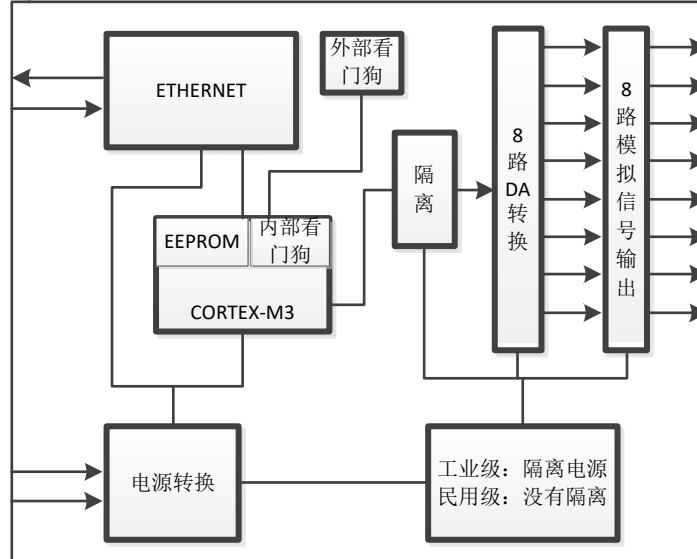 外部看
门狗
ETHERNET
8
路
DA
转
换
8
路
模
拟
信
号
输
出
隔
离
EEPROM
内部看
门狗
CORTEX-M3
电源转换
工业级：隔离电源
民用级：没有隔离